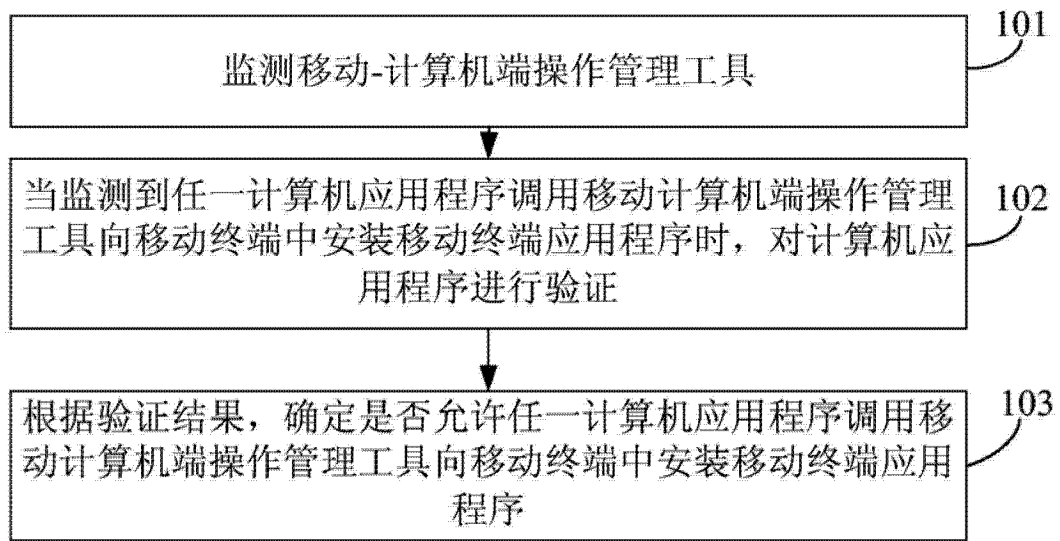 监测移动-计算机端操作管理工具
101
当监测到任一计算机应用程序调用移动计算机端操作管理
工具向移动终端中安装移动终端应用程序时，对计算机应
用程序进行验证
102
根据验证结果，确定是否允许任一计算机应用程序调用移
动计算机端操作管理工具向移动终端中安装移动终端应用
程序
103